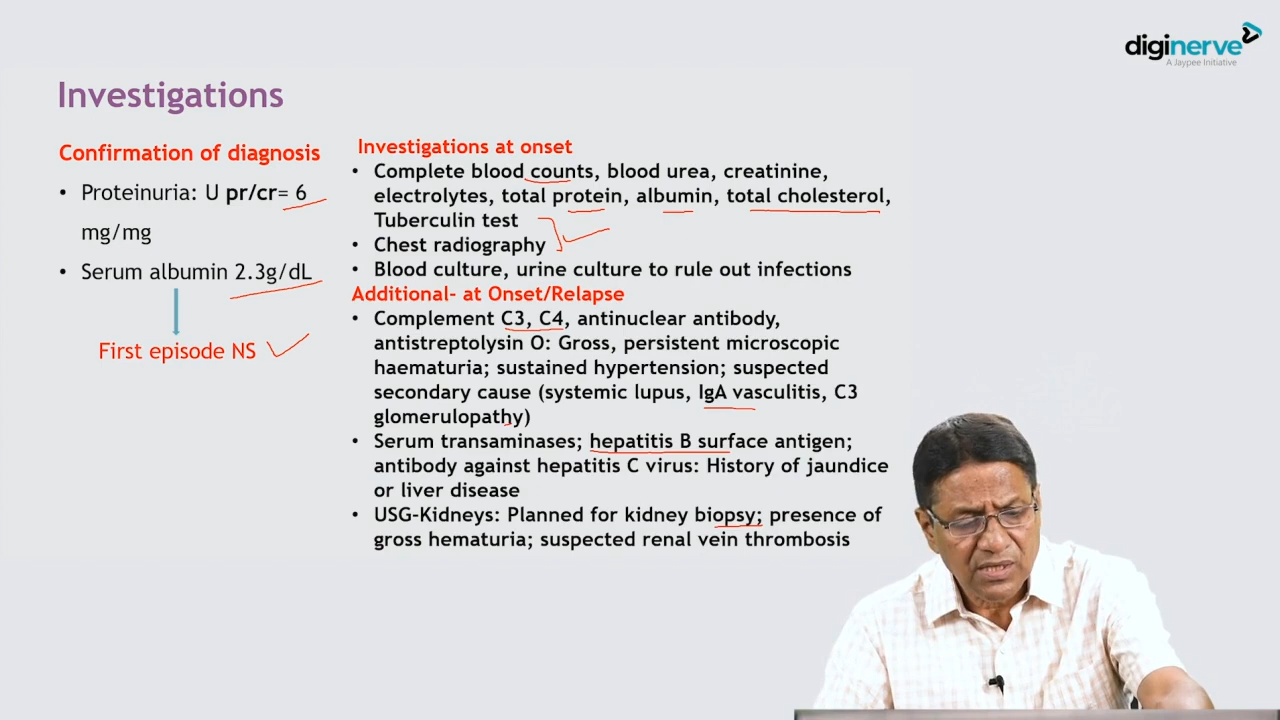 diginerve
A Jaypee Initiative
Investigations
Confirmation of diagnosis
• Proteinuria: U pr/cr= 6
mg/mg
• Serum albumin 2.3g/dL
First episode NS
Investigations at onset
• Complete blood counts, blood urea, creatinine,
electrolytes, total protein, albumin, total cholesterol,
Tuberculin test
• Chest radiography
• Blood culture, urine culture to rule out infections
Additional- at Onset/Relapse
• Complement C3, C4, antinuclear antibody,
antistreptolysin O: Gross, persistent microscopic
haematuria; sustained hypertension; suspected
secondary cause (systemic lupus, IgA vasculitis, C3
glomerulopathy)
• Serum transaminases; hepatitis B surface antigen;
antibody against hepatitis C virus: History of jaundice
or liver disease
• USG-Kidneys: Planned for kidney biopsy; presence of
gross hematuria; suspected renal vein thrombosis